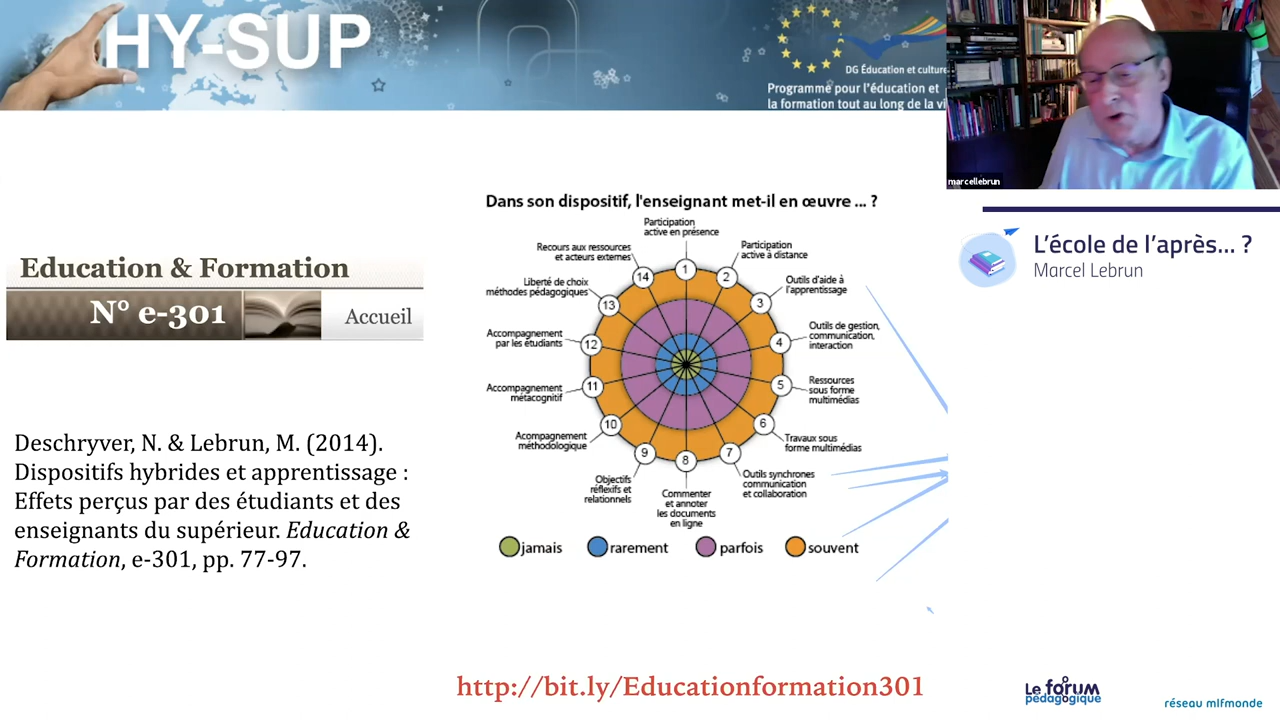 HY-SUP
DG Éducation et culture
Programme pour l'éducation et
la formation tout au long de la vi
marcellebrun
L'école de l'après... ?
Marcel Lebrun
Education & Formation
N° e-301
Accueil
Deschryver, N. & Lebrun, M. (2014).
Dispositifs hybrides et apprentissage :
Effets perçus par des étudiants et des
enseignants du supérieur. Education &
Formation, e-301, pp. 77-97.
Dans son dispositif, l'enseignant met-il en œuvre ... ?
1
Participation
active en présence
2
Participation
active à distance
3
Outils d'aide à
l'apprentissage
4
Outils de gestion,
communication,
interaction
5
Ressources
sous forme
multimédias
6
Travaux sous
forme multimédias
7
Outils synchrones
communication
et collaboration
8
Commenter
et annoter
les documents
en ligne
9
Objectifs
réflexifs et
relationnels
10
Accompagnement
méthodologique
11
Accompagnement
métacognitif
12
Accompagnement
par les étudiants
13
Liberté de choix
méthodes pédagogiques
14
Recours aux ressources
et acteurs externes
jamais
rarement
parfois
souvent
http://bit.ly/Educationformation301
Le forum
pédagogique
réseau mlfmonde